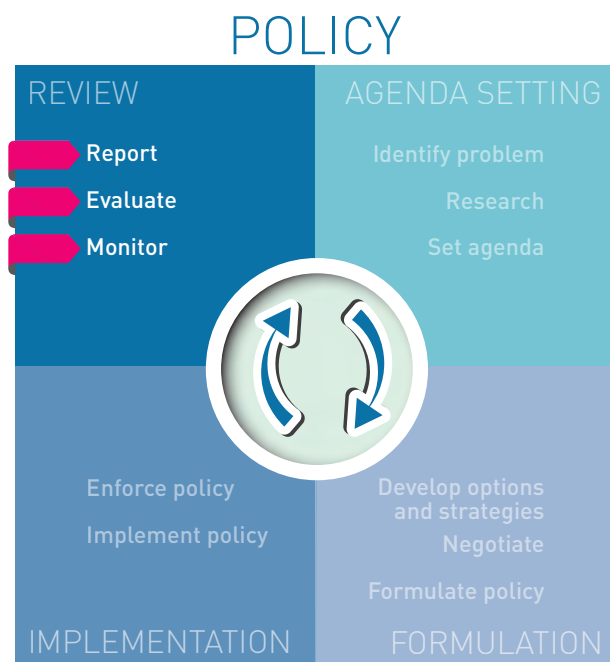 POLICY
REVIEW
Report
Evaluate
Monitor
AGENDA SETTING
Identify problem
Research
Set agenda
Enforce policy
Implement policy
IMPLEMENTATION
Develop options
and strategies
Negotiate
Formulate policy
FORMULATION